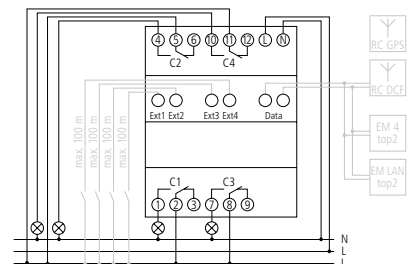 4 5 6 10 11 12 L N
C2 C4
RC GPS
RC DCF
Ext1 Ext2 Ext3 Ext4 Data
max. 100 m
max. 100 m
max. 100 m
max. 100 m
EM 4
top2
EM LAN
top2
C1 C3
1 2 3 7 8 9
N
L
L